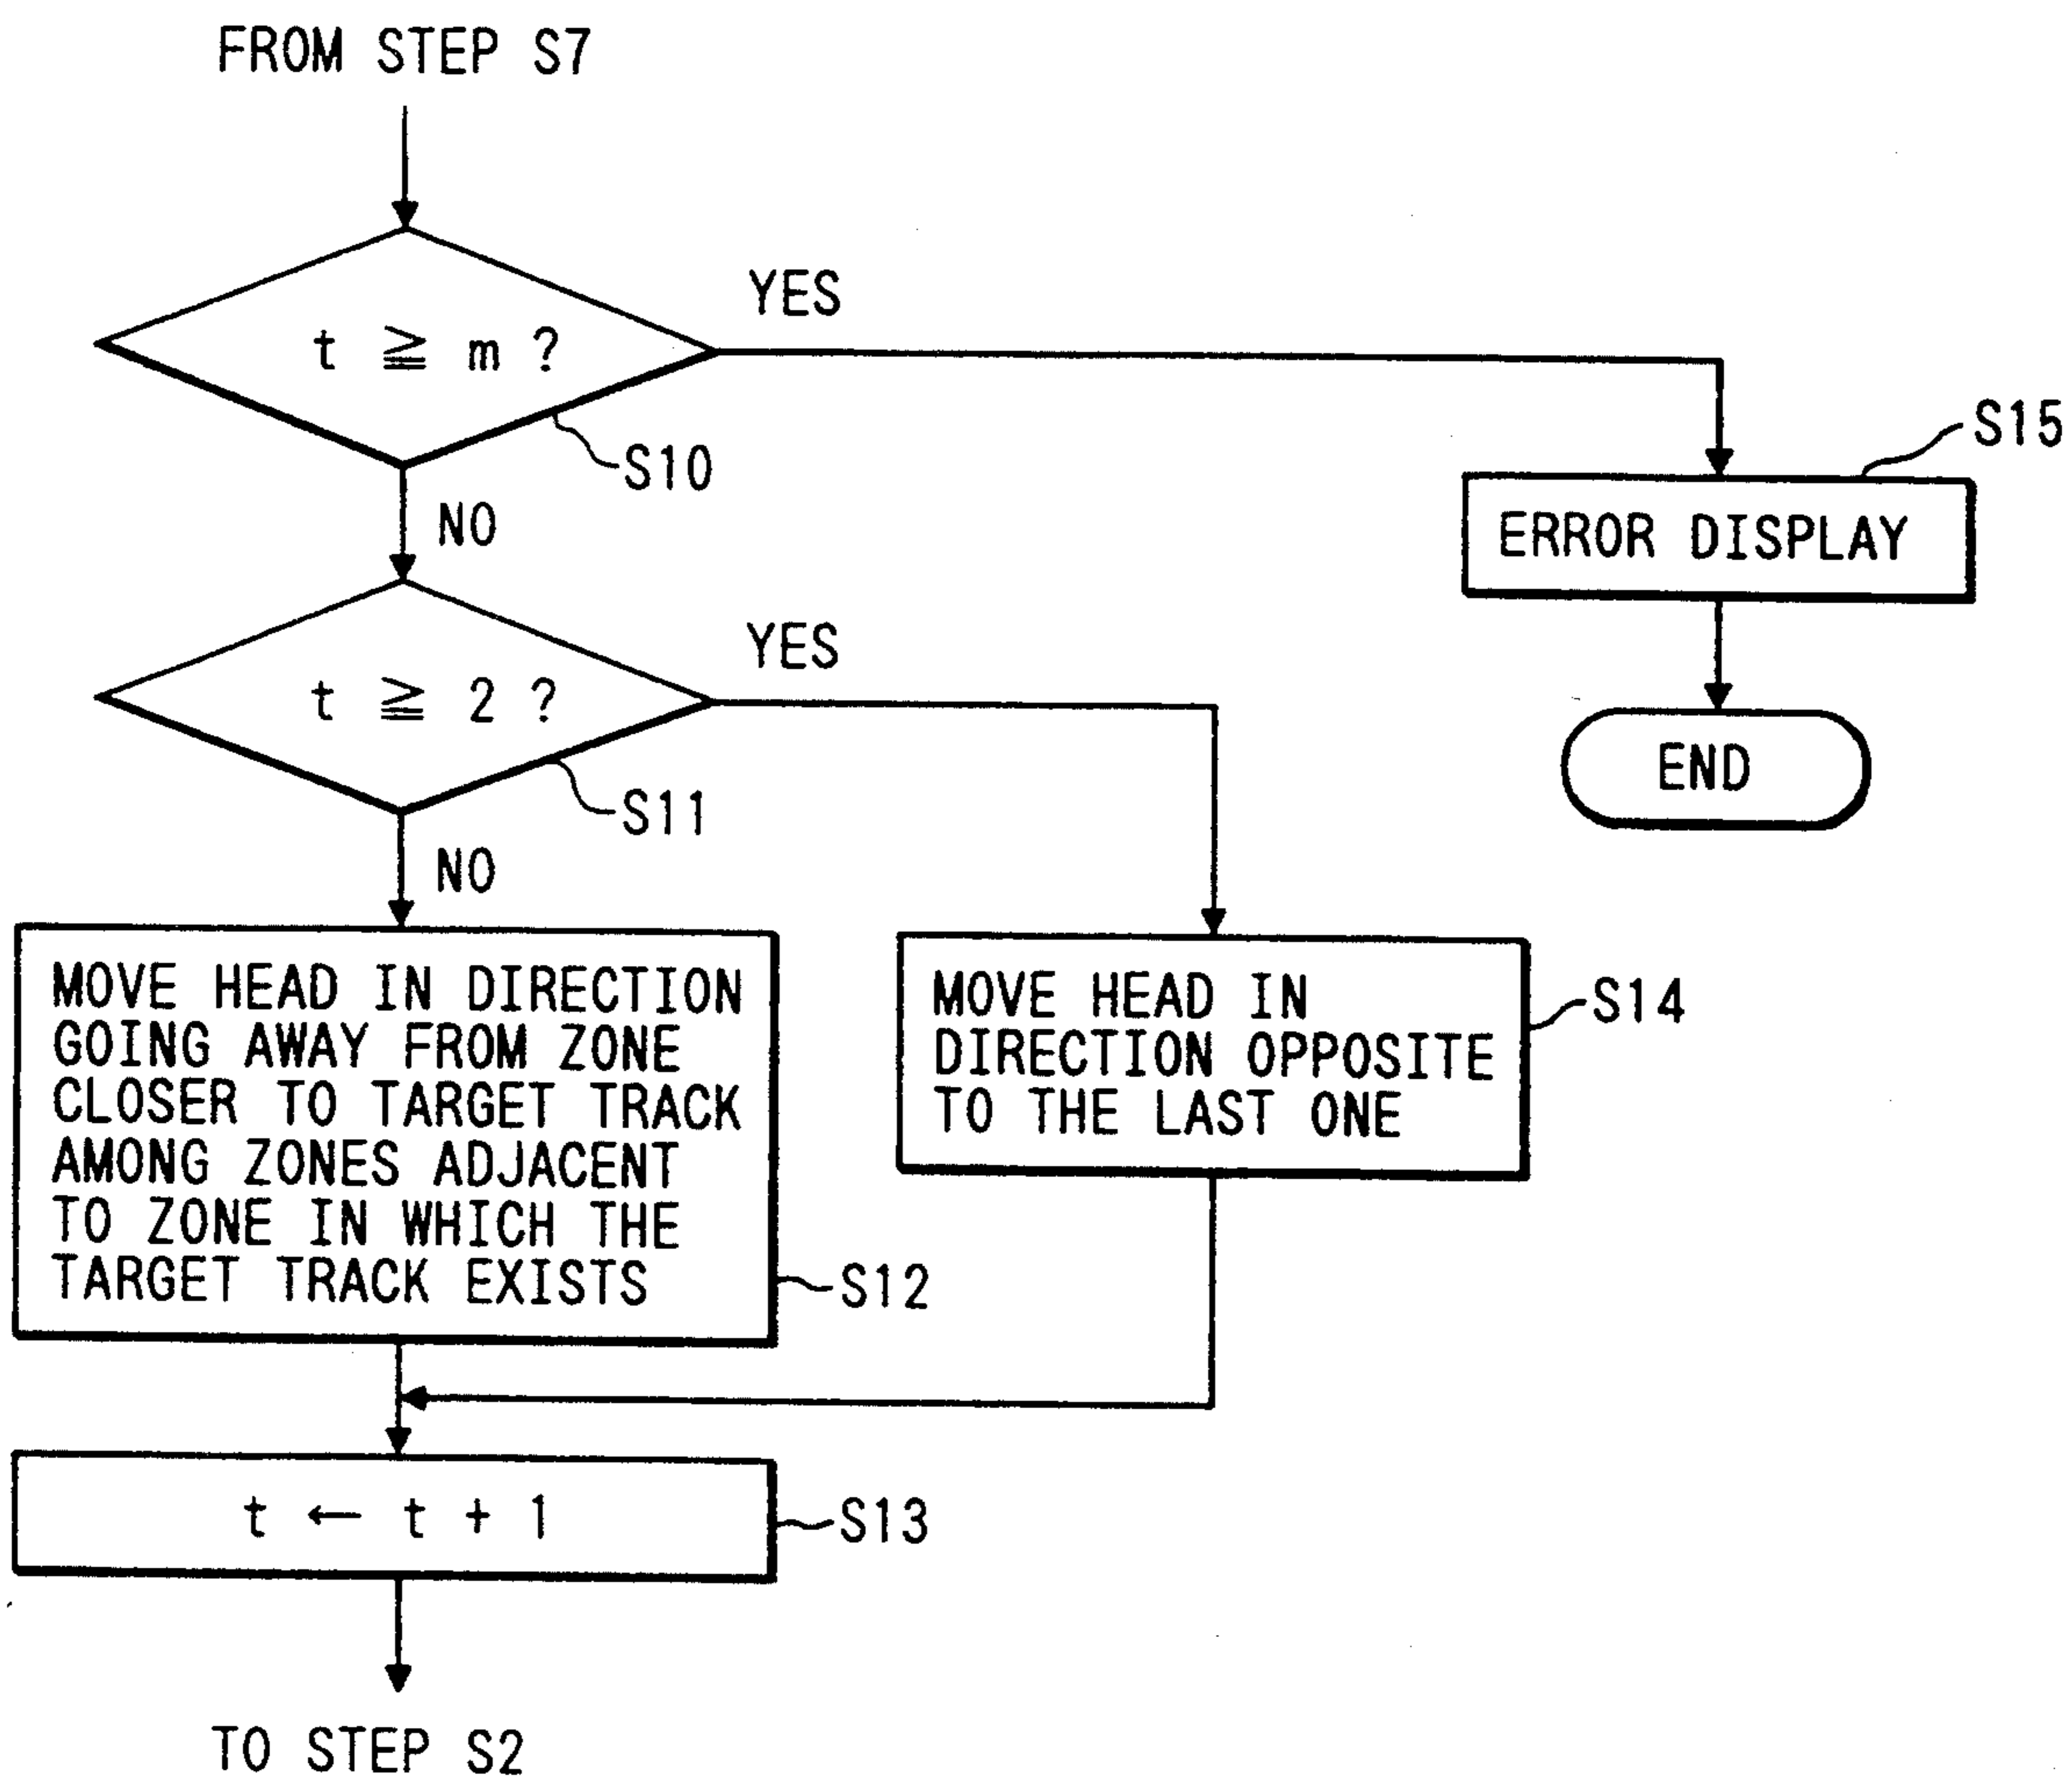 FROM STEP S7
t ≧ m ?
YES
S10
NO
S15
ERROR DISPLAY
END
t ≧ 2 ?
YES
S11
NO
MOVE HEAD IN DIRECTION
GOING AWAY FROM ZONE
CLOSER TO TARGET TRACK
AMONG ZONES ADJACENT
TO ZONE IN WHICH THE
TARGET TRACK EXISTS
S12
MOVE HEAD IN
DIRECTION OPPOSITE
TO THE LAST ONE
S14
t ← t + 1
S13
TO STEP S2